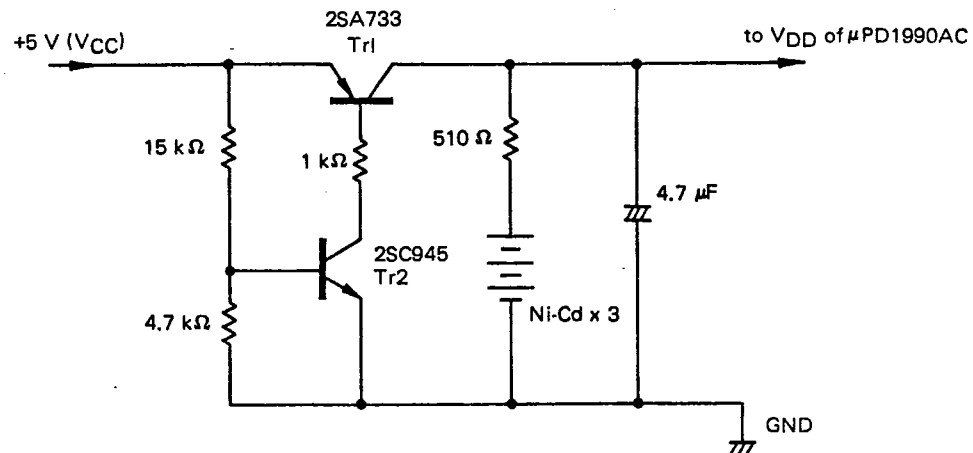 2SA733
Tr1
+5 V (VCC)
to VDD of μPD1990AC
15 kΩ
1 kΩ
510 Ω
4.7 μF
2SC945
Tr2
4.7 kΩ
Ni-Cd x 3
GND